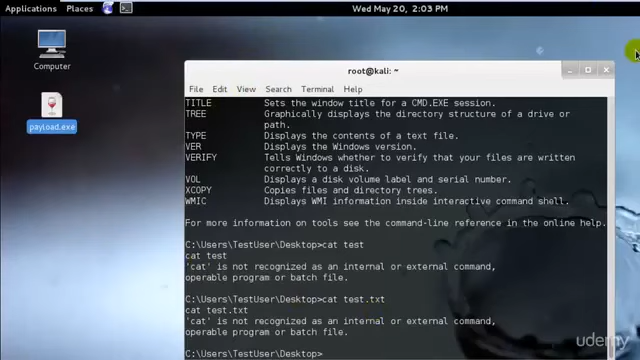 Applications Places Wed May 20, 2:03 PM
Computer
payload.exe
root@kali: ~
File Edit View Search Terminal Help
TITLE Sets the window title for a CMD.EXE session.
TREE Graphically displays the directory structure of a drive or
path.
TYPE Displays the contents of a text file.
VER Displays the Windows version.
VERIFY Tells Windows whether to verify that your files are written
correctly to a disk.
VOL Displays a disk volume label and serial number.
XCOPY Copies files and directory trees.
WMIC Displays WMI information inside interactive command shell.
For more information on tools see the command-line reference in the online help.
C:\Users\TestUser\Desktop>cat test
cat test
'cat' is not recognized as an internal or external command,
operable program or batch file.
C:\Users\TestUser\Desktop>cat test.txt
cat test.txt
'cat' is not recognized as an internal or external command,
operable program or batch file.
C:\Users\TestUser\Desktop>
udemy